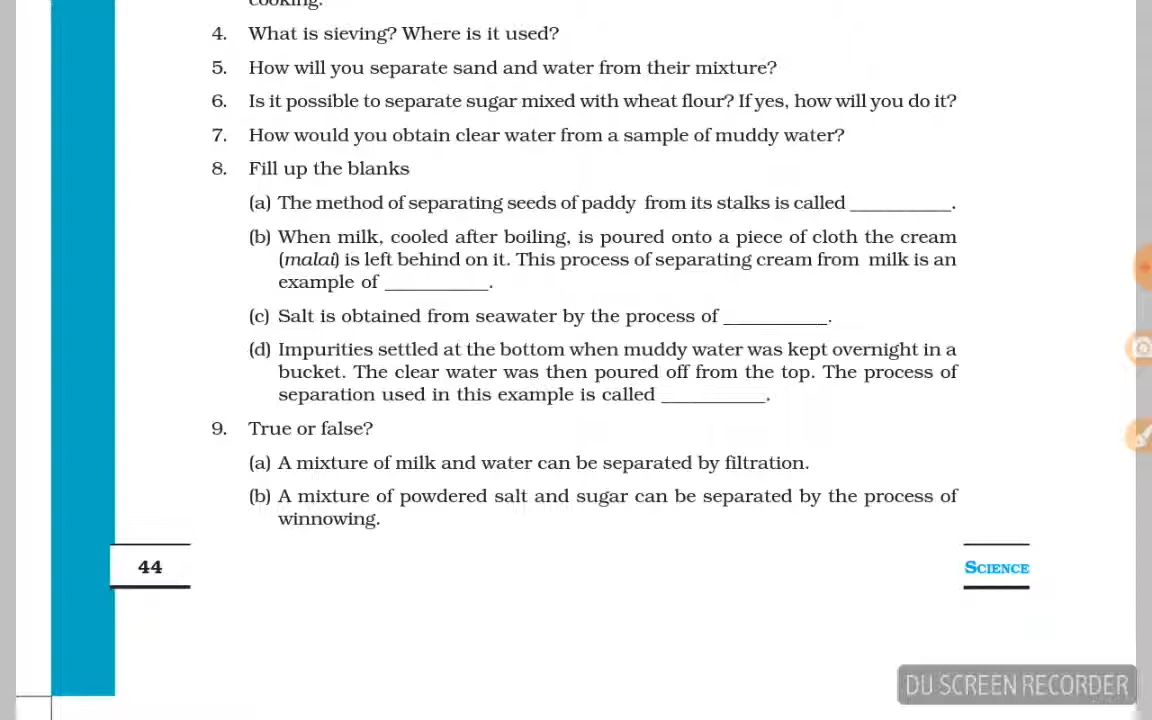 cooking.
4. What is sieving? Where is it used?
5. How will you separate sand and water from their mixture?
6. Is it possible to separate sugar mixed with wheat flour? If yes, how will you do it?
7. How would you obtain clear water from a sample of muddy water?
8. Fill up the blanks
(a) The method of separating seeds of paddy from its stalks is called __________.
(b) When milk, cooled after boiling, is poured onto a piece of cloth the cream
(malai) is left behind on it. This process of separating cream from milk is an
example of __________.
(c) Salt is obtained from seawater by the process of __________.
(d) Impurities settled at the bottom when muddy water was kept overnight in a
bucket. The clear water was then poured off from the top. The process of
separation used in this example is called __________.
9. True or false?
(a) A mixture of milk and water can be separated by filtration.
(b) A mixture of powdered salt and sugar can be separated by the process of
winnowing.
44
SCIENCE
DU SCREEN RECORDER